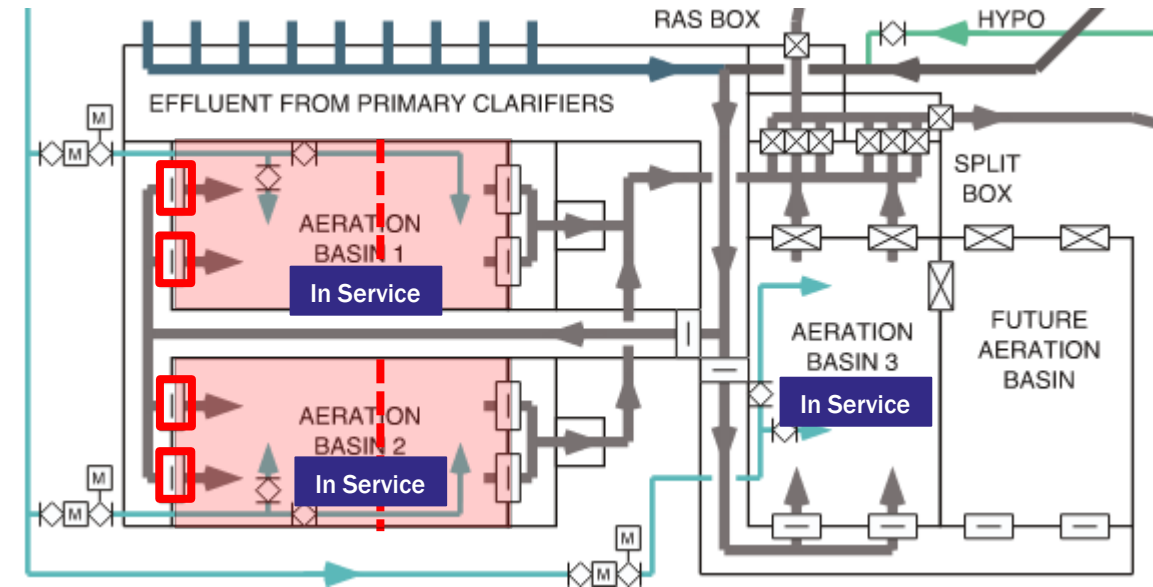 RAS BOX
HYPO
EFFLUENT FROM PRIMARY CLARIFIERS
M
M
SPLIT
BOX
AERATION
BASIN 1
In Service
AERATION
BASIN 3
In Service
FUTURE
AERATION
BASIN
AERATION
BASIN 2
In Service
M
M
M
M